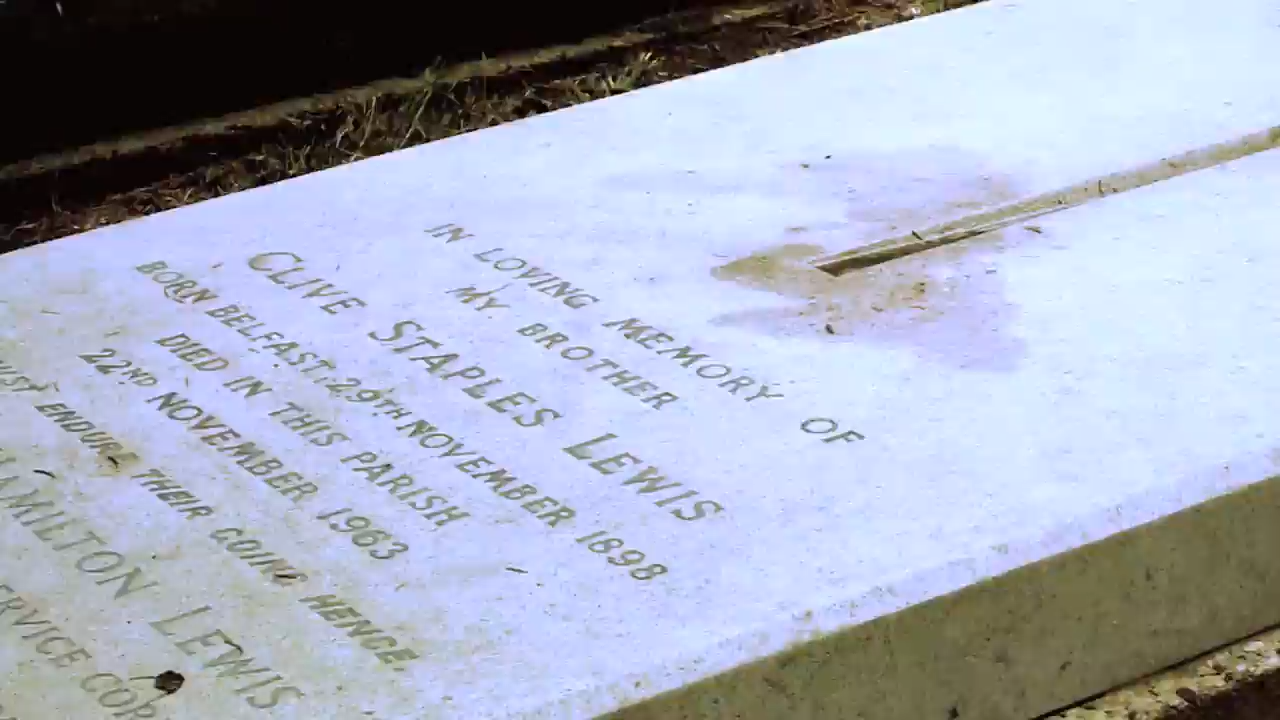 IN LOVING MEMORY OF
MY BROTHER
CLIVE STAPLES LEWIS
BORN BELFAST. 29TH NOVEMBER 1898
DIED IN THIS PARISH
22ND NOVEMBER 1963
ENDURE THEIR GOING HENCE.
LEWIS